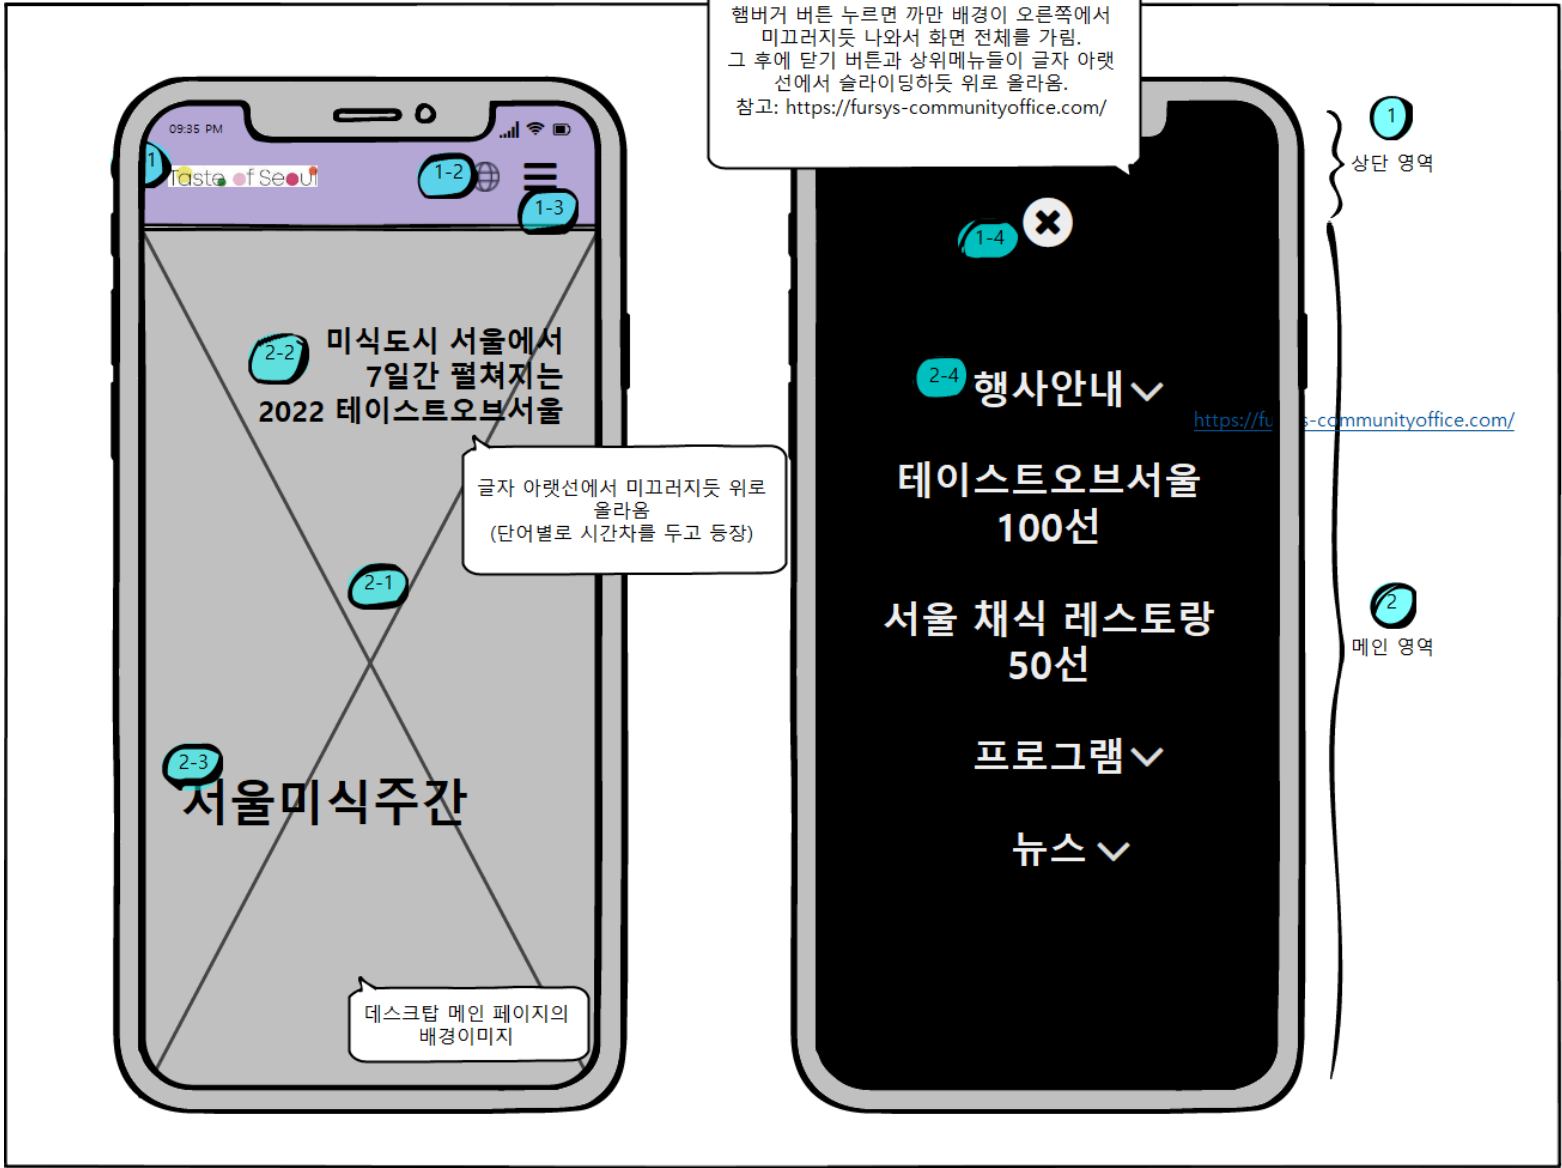 햄버거 버튼 누르면 까만 배경이 오른쪽에서
미끄러지듯 나와서 화면 전체를 가림.
그 후에 닫기 버튼과 상위메뉴들이 글자 아랫
선에서 슬라이딩하듯 위로 올라옴.
참고: https://fursys-communityoffice.com/
09:35 PM
1
Taste of Seoul
1-2
1-3
2-2
미식도시 서울에서
7일간 펼쳐지는
2022 테이스트오브서울
글자 아랫선에서 미끄러지듯 위로
올라옴
(단어별로 시간차를 두고 등장)
2-1
2-3
서울미식주간
데스크탑 메인 페이지의
배경이미지
1-4
2-4
행사안내
https://fu s-communityoffice.com/
테이스트오브서울
100선
서울 채식 레스토랑
50선
프로그램
뉴스
1
상단 영역
2
메인 영역